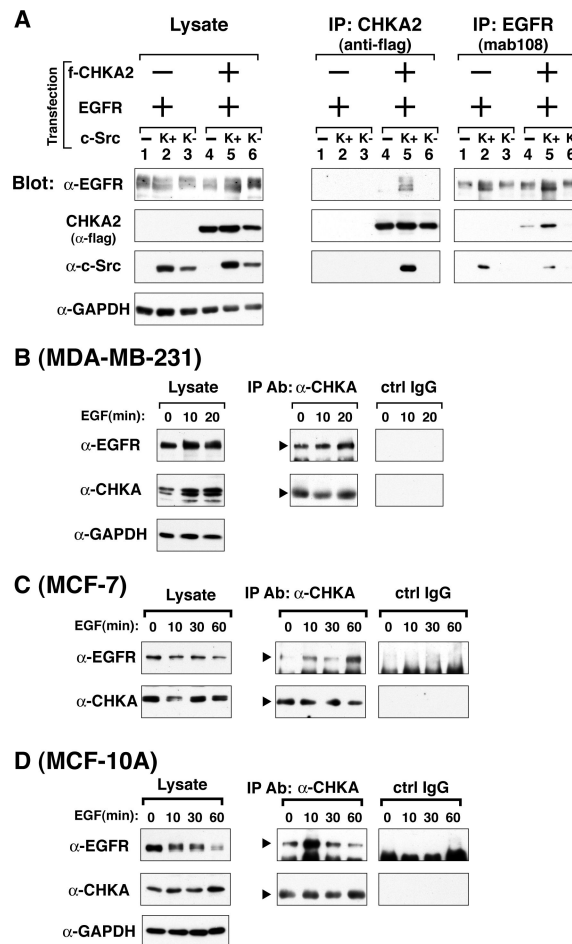 A
Lysate
IP: CHKA2
(anti-flag)
IP: EGFR
(mab108)
Transfection
f-CHKA2 — + — + — +
EGFR + + + + + +
c-Src – K+ K- – K+ K- – K+ K- – K+ K- – K+ K- – K+ K-
1 2 3 4 5 6 1 2 3 4 5 6 1 2 3 4 5 6
Blot: α-EGFR
CHKA2
(α-flag)
α-c-Src
α-GAPDH
B (MDA-MB-231)
Lysate IP Ab: α-CHKA ctrl IgG
EGF(min): 0 10 20 0 10 20 0 10 20
α-EGFR
α-CHKA
α-GAPDH
C (MCF-7)
Lysate IP Ab: α-CHKA ctrl IgG
EGF(min): 0 10 30 60 0 10 30 60 0 10 30 60
α-EGFR
α-CHKA
D (MCF-10A)
Lysate IP Ab: α-CHKA ctrl IgG
EGF(min): 0 10 30 60 0 10 30 60 0 10 30 60
α-EGFR
α-CHKA
α-GAPDH